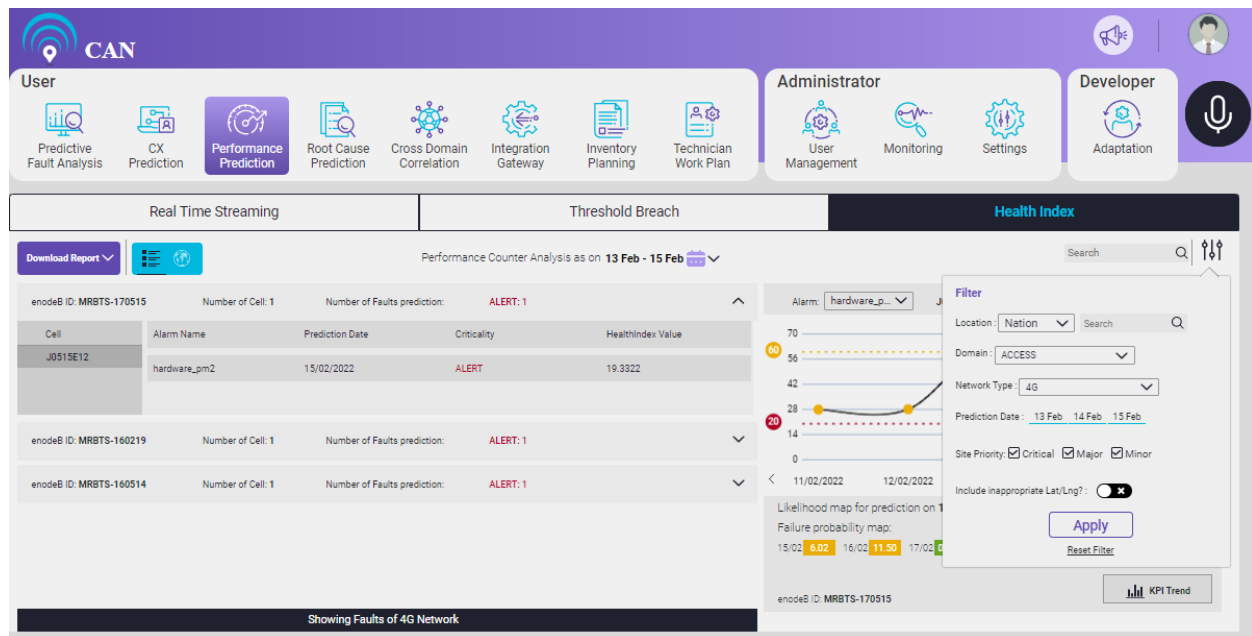 CAN
User
Administrator
Developer
Predictive Fault Analysis
CX Prediction
Performance Prediction
Root Cause Prediction
Cross Domain Correlation
Integration Gateway
Inventory Planning
Technician Work Plan
User Management
Monitoring
Settings
Adaptation
Real Time Streaming
Threshold Breach
Health Index
Download Report
Performance Counter Analysis as on 13 Feb - 15 Feb
Search
enodeB ID: MRBTS-170515 Number of Cell: 1 Number of Faults prediction: ALERT: 1
Cell Alarm Name Prediction Date Criticality HealthIndex Value
J0515E12
hardware_pm2 15/02/2022 ALERT 19.3322
enodeB ID: MRBTS-160219 Number of Cell: 1 Number of Faults prediction: ALERT: 1
enodeB ID: MRBTS-160514 Number of Cell: 1 Number of Faults prediction: ALERT: 1
Showing Faults of 4G Network
Alarm: hardware_p...
70
60
56
42
28
20
14
0
11/02/2022 12/02/2022
Likelihood map for prediction on
Failure probability map:
15/02 6.02 16/02 11.50 17/02
enodeB ID: MRBTS-170515
KPI Trend
Filter
Location: Nation Search
Domain: ACCESS
Network Type: 4G
Prediction Date: 13 Feb 14 Feb 15 Feb
Site Priority: Critical Major Minor
Include inappropriate Lat/Lng?:
Apply
Reset Filter